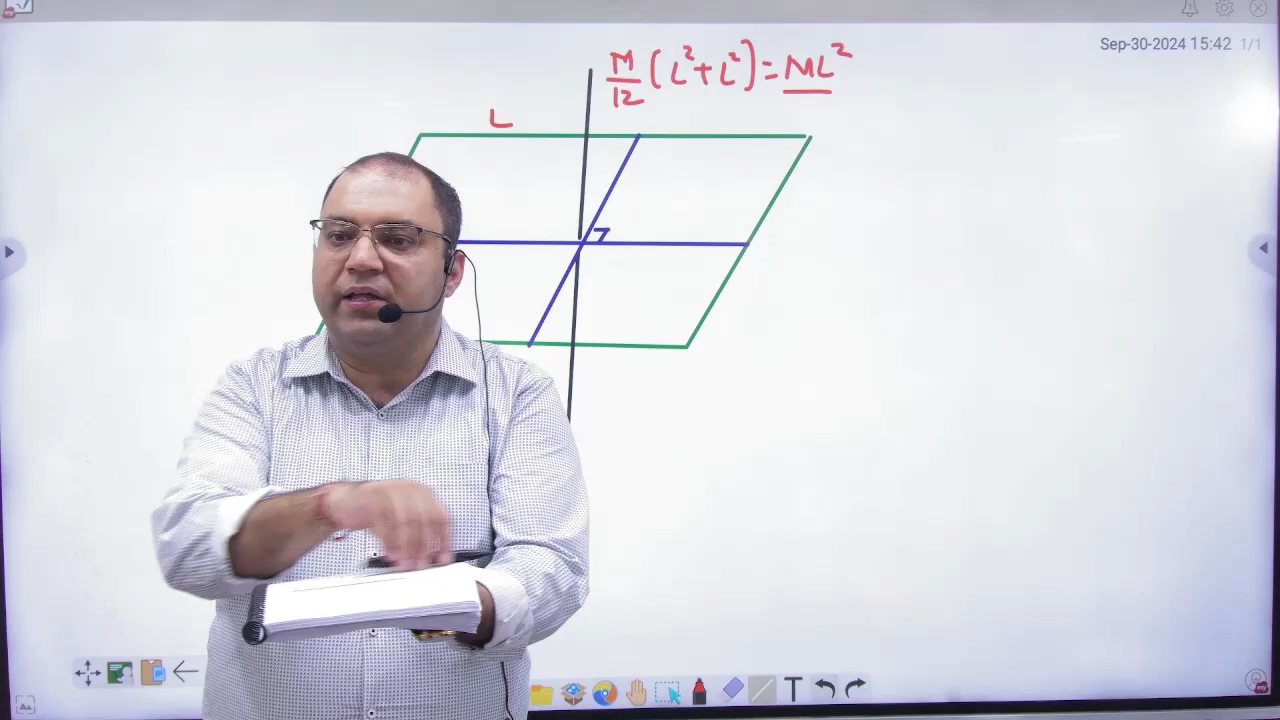 Sep-30-2024 15:42 1/1
M/12 (L²+L²) = ML²
L
T